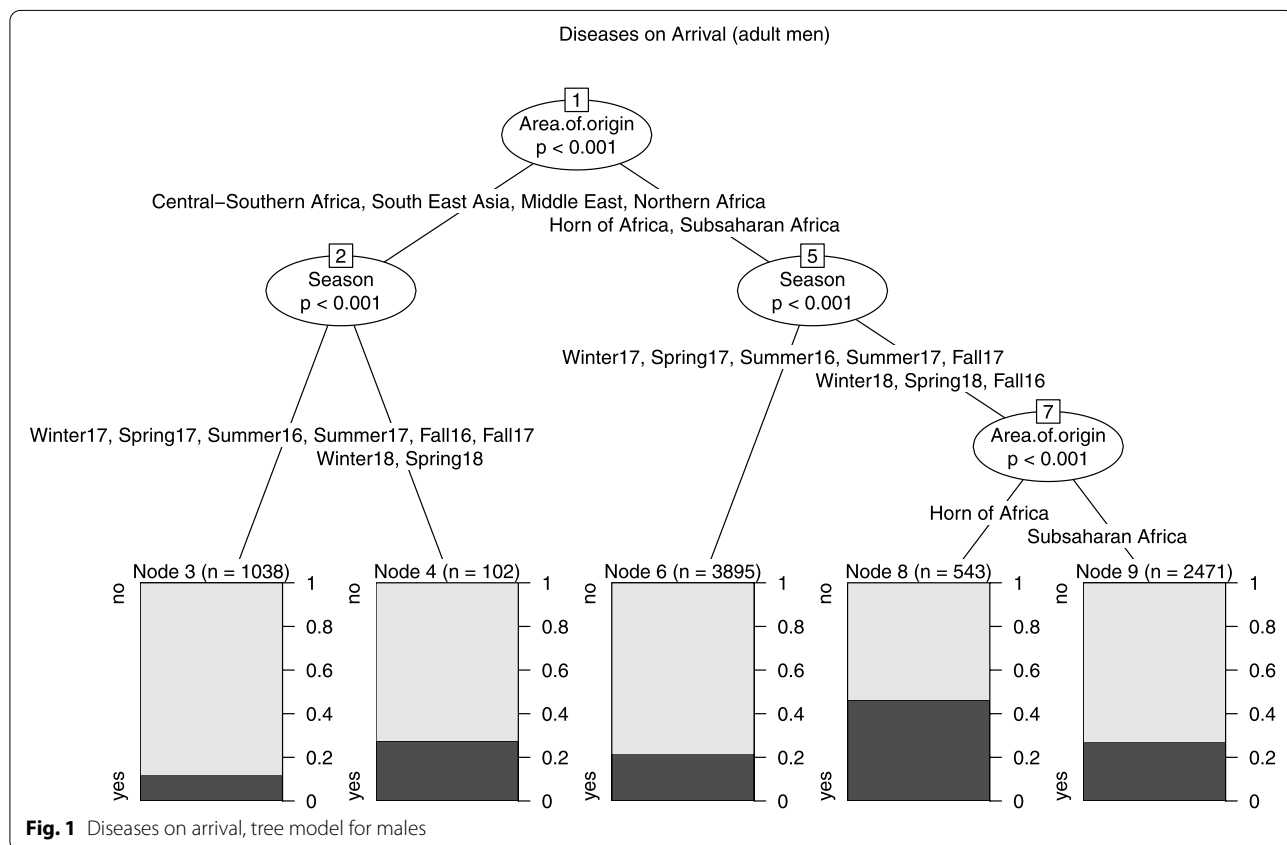 Diseases on Arrival (adult men)
1
Area.of.origin
p < 0.001
Central−Southern Africa, South East Asia, Middle East, Northern Africa
Horn of Africa, Subsaharan Africa
2
Season
p < 0.001
5
Season
p < 0.001
Winter17, Spring17, Summer16, Summer17, Fall17
Winter18, Spring18, Fall16
7
Area.of.origin
p < 0.001
Winter17, Spring17, Summer16, Summer17, Fall16, Fall17
Winter18, Spring18
Horn of Africa
Subsaharan Africa
Node 3 (n = 1038)
no
yes
1
0.8
0.6
0.4
0.2
0
Node 4 (n = 102)
no
yes
1
0.8
0.6
0.4
0.2
0
Node 6 (n = 3895)
no
yes
1
0.8
0.6
0.4
0.2
0
Node 8 (n = 543)
no
yes
1
0.8
0.6
0.4
0.2
0
Node 9 (n = 2471)
no
yes
1
0.8
0.6
0.4
0.2
0
Fig. 1 Diseases on arrival, tree model for males